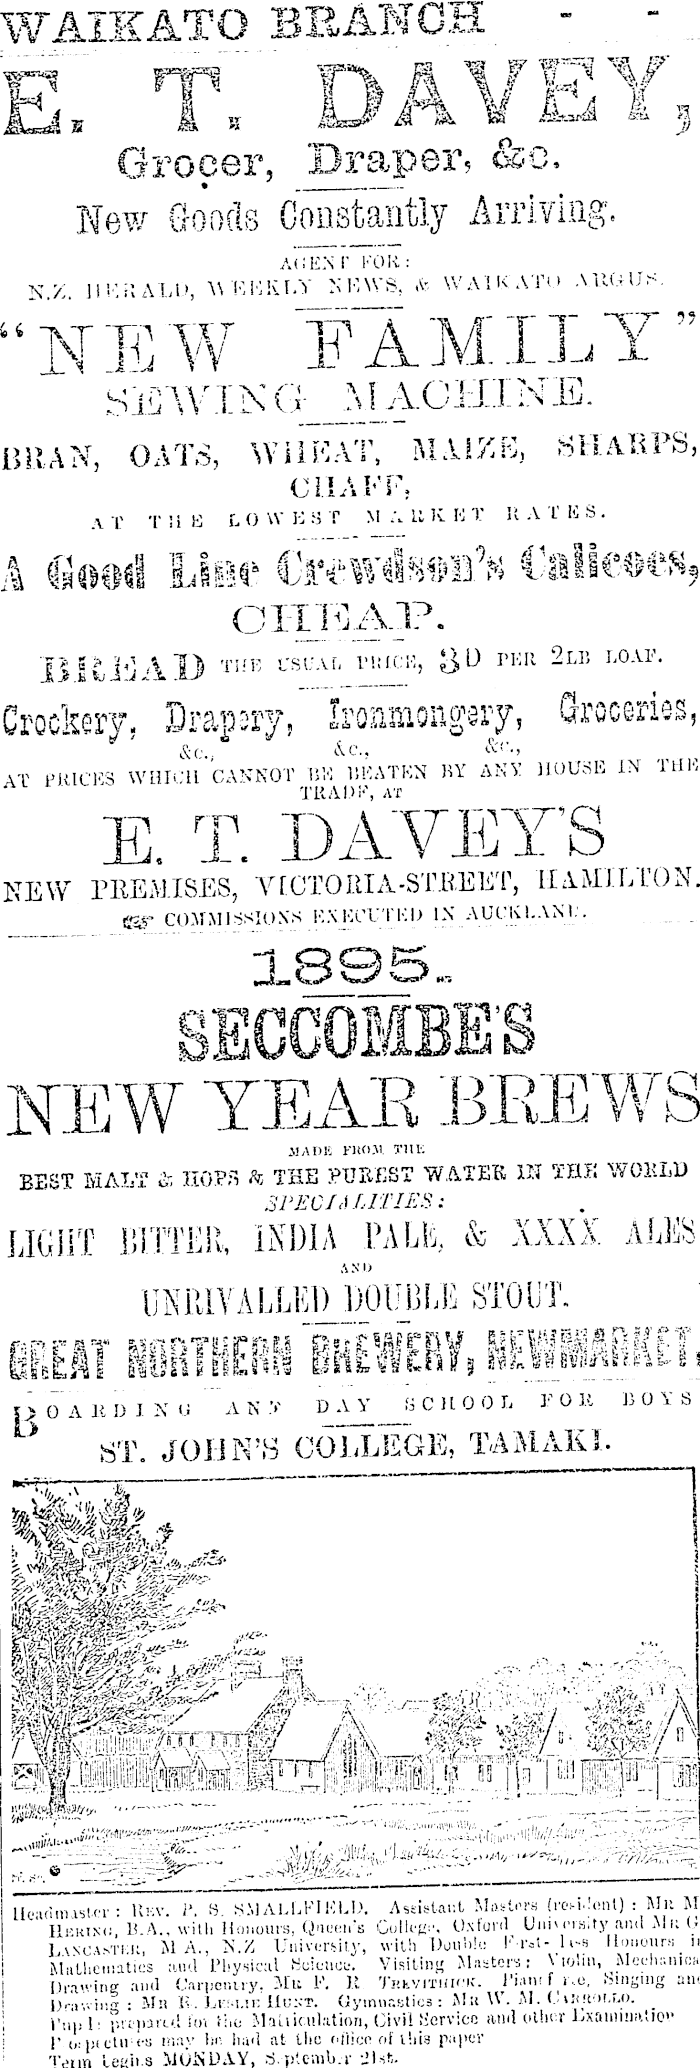 WAIKATO BRANCH - -
E. T. DAVEY,
Grocer, Draper, &c.
New Goods Constantly Arriving.
AGENT FOR:
N.Z. HERALD, WEEKLY NEWS, & WAIKATO ARGUS.
"NEW FAMILY"
SEWING MACHINE.
BRAN, OATS, WHEAT, MAIZE, SHARPS,
CHAFF,
AT THE LOWEST MARKET RATES.
A Good Line Crewdson's Calicoes,
CHEAP.
BREAD THE USUAL PRICE, 3D PER 2LB LOAF.
Crockery, Drapery, Ironmongery, Groceries,
&c., &c., &c.,
AT PRICES WHICH CANNOT BE BEATEN BY ANY HOUSE IN THE
TRADE, AT
E. T. DAVEY'S
NEW PREMISES, VICTORIA-STREET, HAMILTON.
☞ COMMISSIONS EXECUTED IN AUCKLAND.
1895.
SECCOMBE'S
NEW YEAR BREWS
MADE FROM THE
BEST MALT & HOPS & THE PUREST WATER IN THE WORLD
SPECIALITIES:
LIGHT BITTER, INDIA PALE, & XXXX ALES
AND
UNRIVALLED DOUBLE STOUT.
GREAT NORTHERN BREWERY, NEWMARKET,
BOARDING AND DAY SCHOOL FOR BOYS
ST. JOHN'S COLLEGE, TAMAKI.
Headmaster: REV. P. S. SMALLFIELD. Assistant Masters (resident): MR M
HERING, B.A., with Honours, Queen's College, Oxford University and MR G
LANCASTER, M A., N.Z University, with Double First-class Honours in
Mathematics and Physical Science. Visiting Masters: Violin, Mechanica
Drawing and Carpentry, MR F. R TREVITHICK. Pianoforte, Singing and
Drawing: MR R. LESLIE HUNT. Gymnastics: MR W. M. CARROLLO.
Pupils prepared for the Matriculation, Civil Service and other Examination
Prospectuses may be had at the office of this paper
Term begins MONDAY, September 21st.